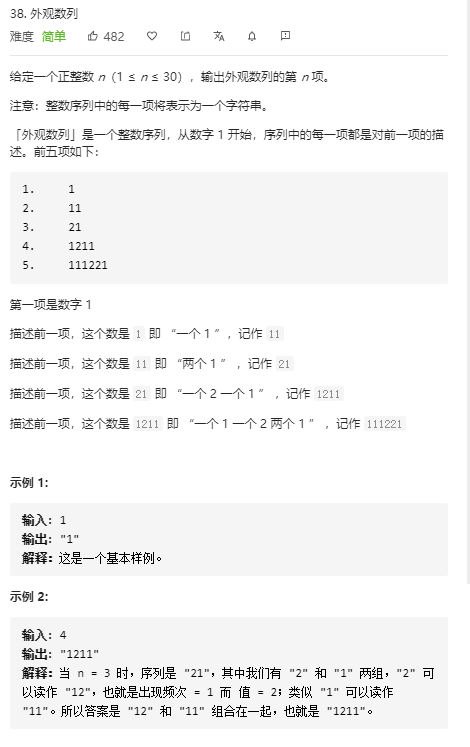 38. 外观数列
难度 简单 482
给定一个正整数 n（1 ≤ n ≤ 30），输出外观数列的第 n 项。
注意：整数序列中的每一项将表示为一个字符串。
「外观数列」是一个整数序列，从数字 1 开始，序列中的每一项都是对前一项的描
述。前五项如下：
1.     1
2.     11
3.     21
4.     1211
5.     111221
第一项是数字 1
描述前一项，这个数是 1 即 “一个 1 ”，记作 11
描述前一项，这个数是 11 即 “两个 1 ” ，记作 21
描述前一项，这个数是 21 即 “一个 2 一个 1 ” ，记作 1211
描述前一项，这个数是 1211 即 “一个 1 一个 2 两个 1 ” ，记作 111221
示例 1:
输入: 1
输出: "1"
解释：这是一个基本样例。
示例 2:
输入: 4
输出: "1211"
解释：当 n = 3 时，序列是 "21"，其中我们有 "2" 和 "1" 两组，"2" 可
以读作 "12"，也就是出现频次 = 1 而 值 = 2；类似 "1" 可以读作
"11"。所以答案是 "12" 和 "11" 组合在一起，也就是 "1211"。